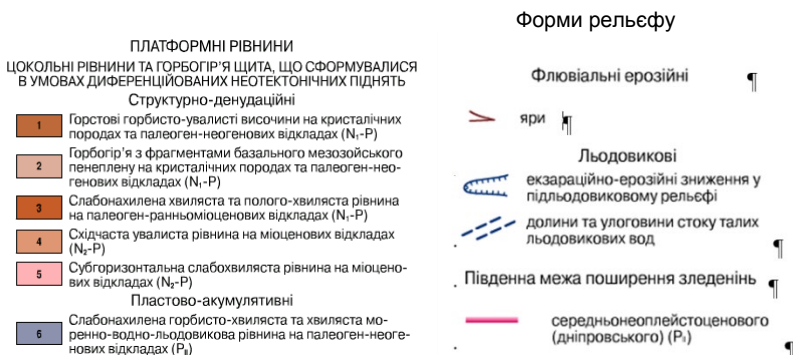 ПЛАТФОРМНІ РІВНИНИ
ЦОКОЛЬНІ РІВНИНИ ТА ГОРБОГІР'Я ЩИТА, ЩО СФОРМУВАЛИСЯ
В УМОВАХ ДИФЕРЕНЦІЙОВАНИХ НЕОТЕКТОНІЧНИХ ПІДНЯТЬ
Структурно-денудаційні
1 Горстові горбисто-увалисті височини на кристалічних
породах та палеоген-неогенових відкладах (N₁-P)
2 Горбогір'я з фрагментами базального мезозойського
пенеплену на кристалічних породах та палеоген-нео-
генових відкладах (N₁-P)
3 Слабонахилена хвиляста та полого-хвиляста рівнина
на палеоген-ранньоміоценових відкладах (N₁-P)
4 Східчаста увалиста рівнина на міоценових відкладах
(N₂-P)
5 Субгоризонтальна слабохвиляста рівнина на міоцено-
вих відкладах (N₂-P)
Пластово-акумулятивні
6 Слабонахилена горбисто-хвиляста та хвиляста мо-
ренно-водно-льодовикова рівнина на палеоген-неоге-
нових відкладах (P_II)
Форми рельєфу
Флювіальні ерозійні ¶
яри ¶
Льодовикові
екзараційно-ерозійні зниження у
підльодовиковому рельєфі
долини та улоговини стоку талих
льодовикових вод ¶
Південна межа поширення зледенінь ¶
середньонеоплейстоценового
(дніпровського) (P_II) ¶